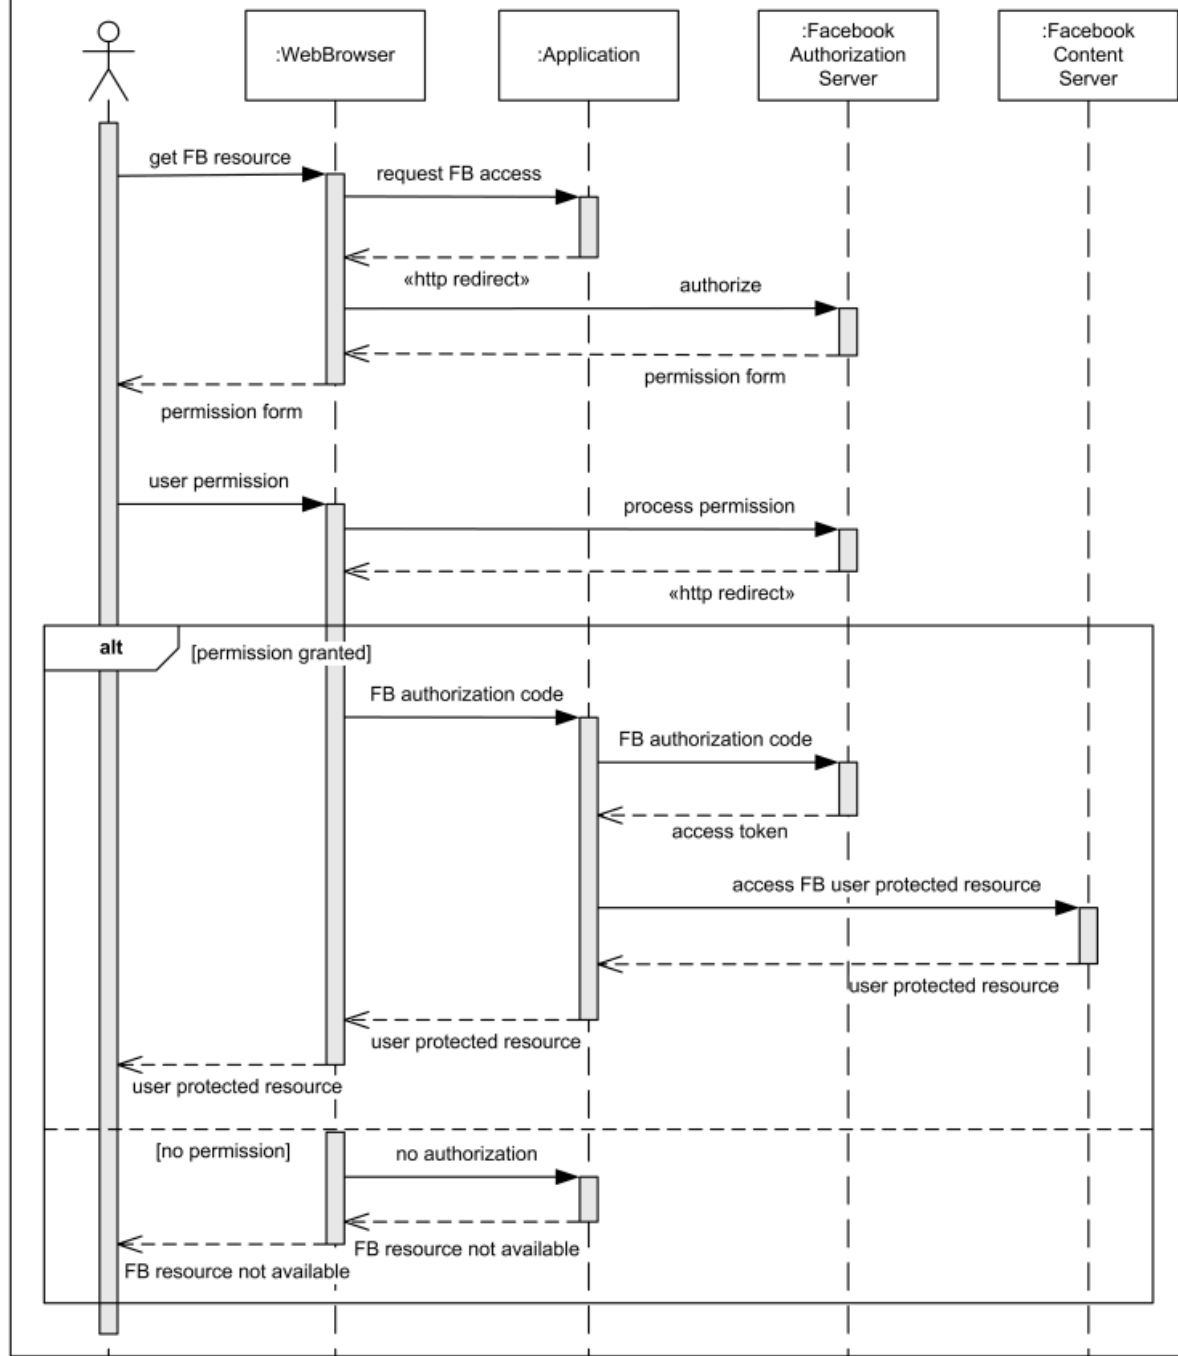 :WebBrowser
:Application
:Facebook
Authorization
Server
:Facebook
Content
Server
get FB resource
request FB access
«http redirect»
authorize
permission form
permission form
user permission
process permission
«http redirect»
alt
[permission granted]
FB authorization code
FB authorization code
access token
access FB user protected resource
user protected resource
user protected resource
user protected resource
[no permission]
no authorization
FB resource not available
FB resource not available